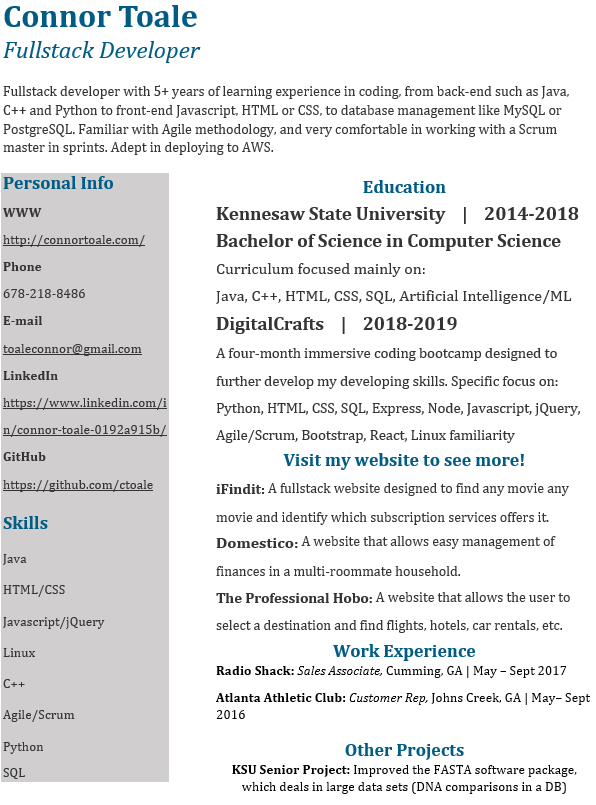 Connor Toale
Fullstack Developer
Fullstack developer with 5+ years of learning experience in coding, from back-end such as Java,
C++ and Python to front-end Javascript, HTML or CSS, to database management like MySQL or
PostgreSQL. Familiar with Agile methodology, and very comfortable in working with a Scrum
master in sprints. Adept in deploying to AWS.
Personal Info
WWW
http://connortoale.com/
Phone
678-218-8486
E-mail
toaleconnor@gmail.com
LinkedIn
https://www.linkedin.com/i
n/connor-toale-0192a915b/
GitHub
https://github.com/ctoale
Skills
Java
HTML/CSS
Javascript/jQuery
Linux
C++
Agile/Scrum
Python
SQL
Education
Kennesaw State University | 2014-2018
Bachelor of Science in Computer Science
Curriculum focused mainly on:
Java, C++, HTML, CSS, SQL, Artificial Intelligence/ML
DigitalCrafts | 2018-2019
A four-month immersive coding bootcamp designed to
further develop my developing skills. Specific focus on:
Python, HTML, CSS, SQL, Express, Node, Javascript, jQuery,
Agile/Scrum, Bootstrap, React, Linux familiarity
Visit my website to see more!
iFindit: A fullstack website designed to find any movie any
movie and identify which subscription services offers it.
Domestico: A website that allows easy management of
finances in a multi-roommate household.
The Professional Hobo: A website that allows the user to
select a destination and find flights, hotels, car rentals, etc.
Work Experience
Radio Shack: Sales Associate, Cumming, GA | May – Sept 2017
Atlanta Athletic Club: Customer Rep, Johns Creek, GA | May– Sept
2016
Other Projects
KSU Senior Project: Improved the FASTA software package,
which deals in large data sets (DNA comparisons in a DB)